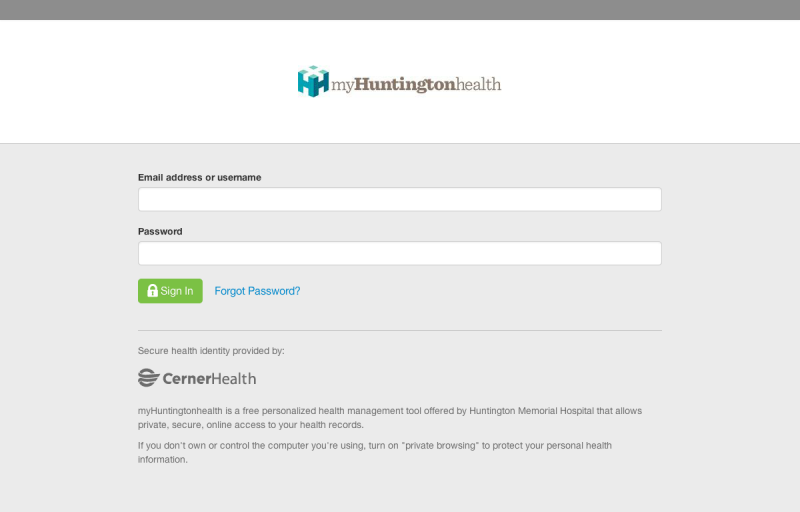 myHuntingtonhealth
Email address or username
Password
Sign In
Forgot Password?
Secure health identity provided by:
CernerHealth
myHuntingtonhealth is a free personalized health management tool offered by Huntington Memorial Hospital that allows
private, secure, online access to your health records.
If you don't own or control the computer you're using, turn on "private browsing" to protect your personal health
information.